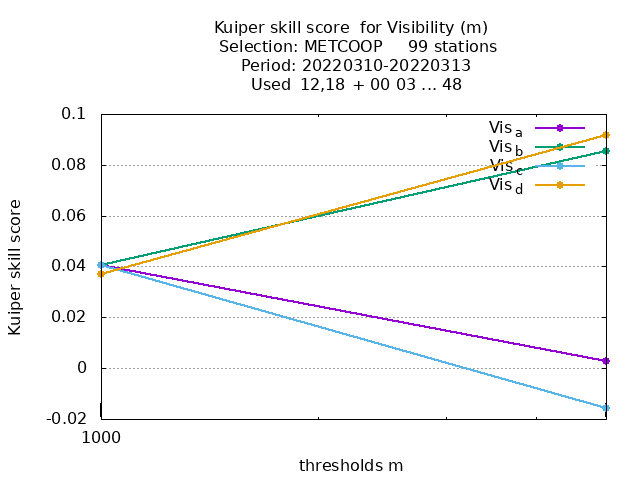 Kuiper skill score  for Visibility (m)
Selection: METCOOP     99 stations
Period: 20220310-20220313
Used  12,18 + 00 03 ... 48
0.1
Vis a
Vis b
0.08
Vis c
Vis d
0.06
0.04
0.02
0
-0.02
Kuiper skill score
1000
thresholds m